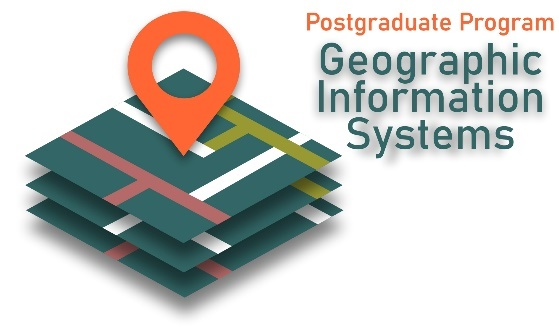 Postgraduate Program
Geographic
Information
Systems